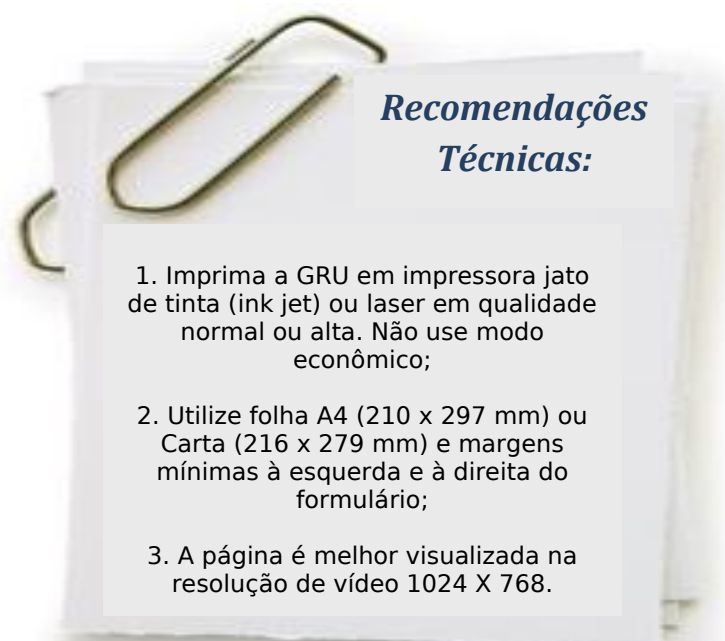 Recomendações
Técnicas:
1. Imprima a GRU em impressora jato
de tinta (ink jet) ou laser em qualidade
normal ou alta. Não use modo
econômico;
2. Utilize folha A4 (210 x 297 mm) ou
Carta (216 x 279 mm) e margens
mínimas à esquerda e à direita do
formulário;
3. A página é melhor visualizada na
resolução de vídeo 1024 X 768.